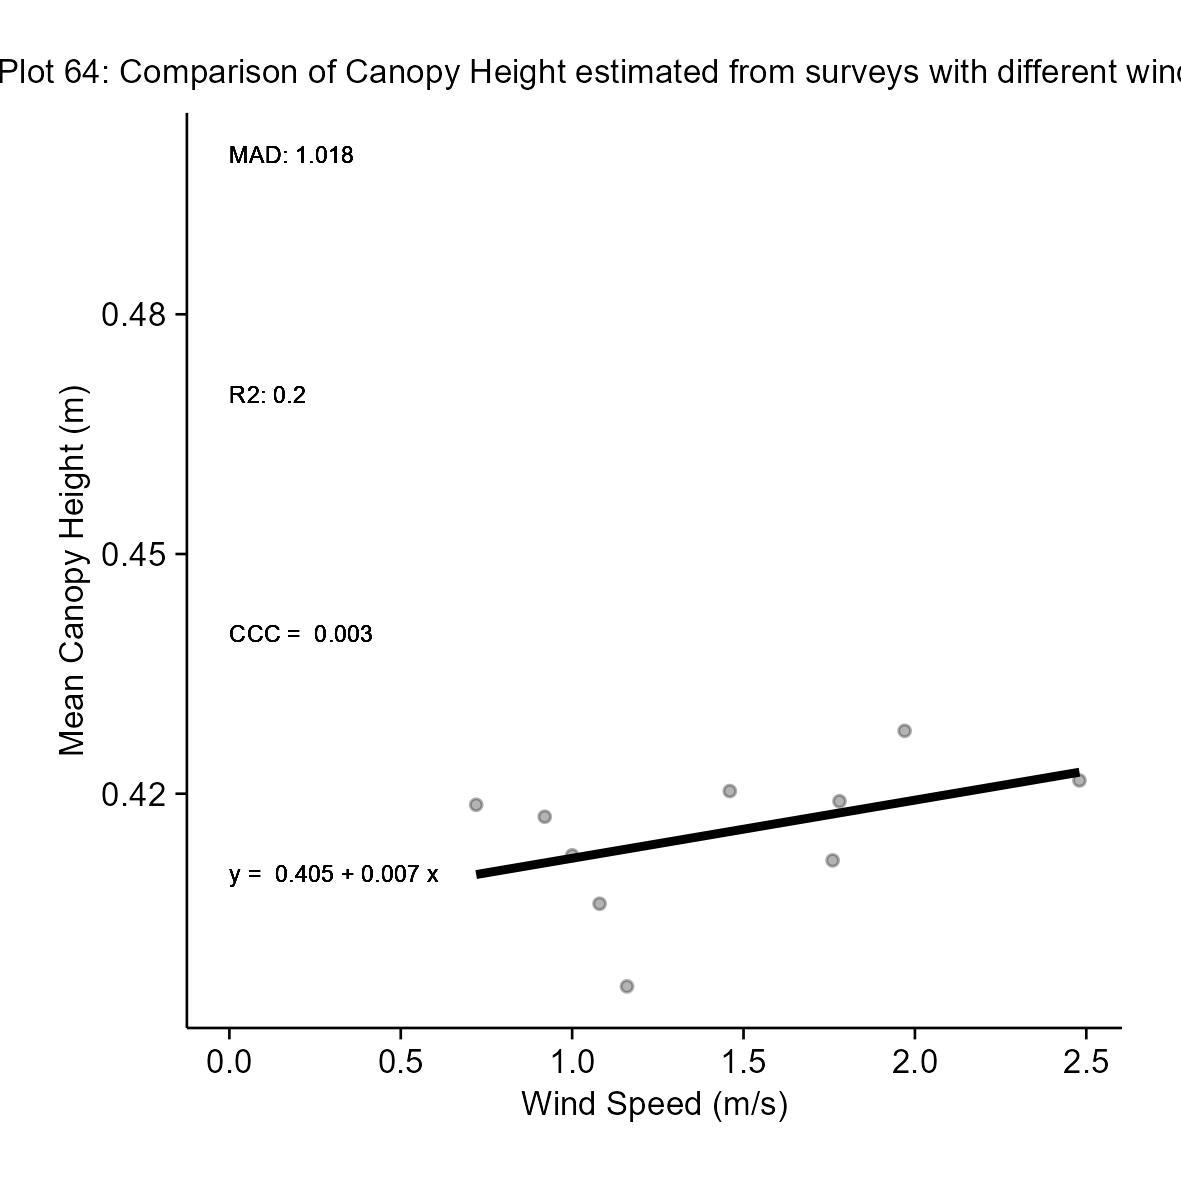 Plot 64: Comparison of Canopy Height estimated from surveys with different
MAD: 1.018
0.48
R2: 0.2
Mean Canopy Height (m)
0.45
CCC =  0.003
0.42
y =  0.405 + 0.007 x
0.0 0.5 1.0 1.5 2.0 2.5
Wind Speed (m/s)